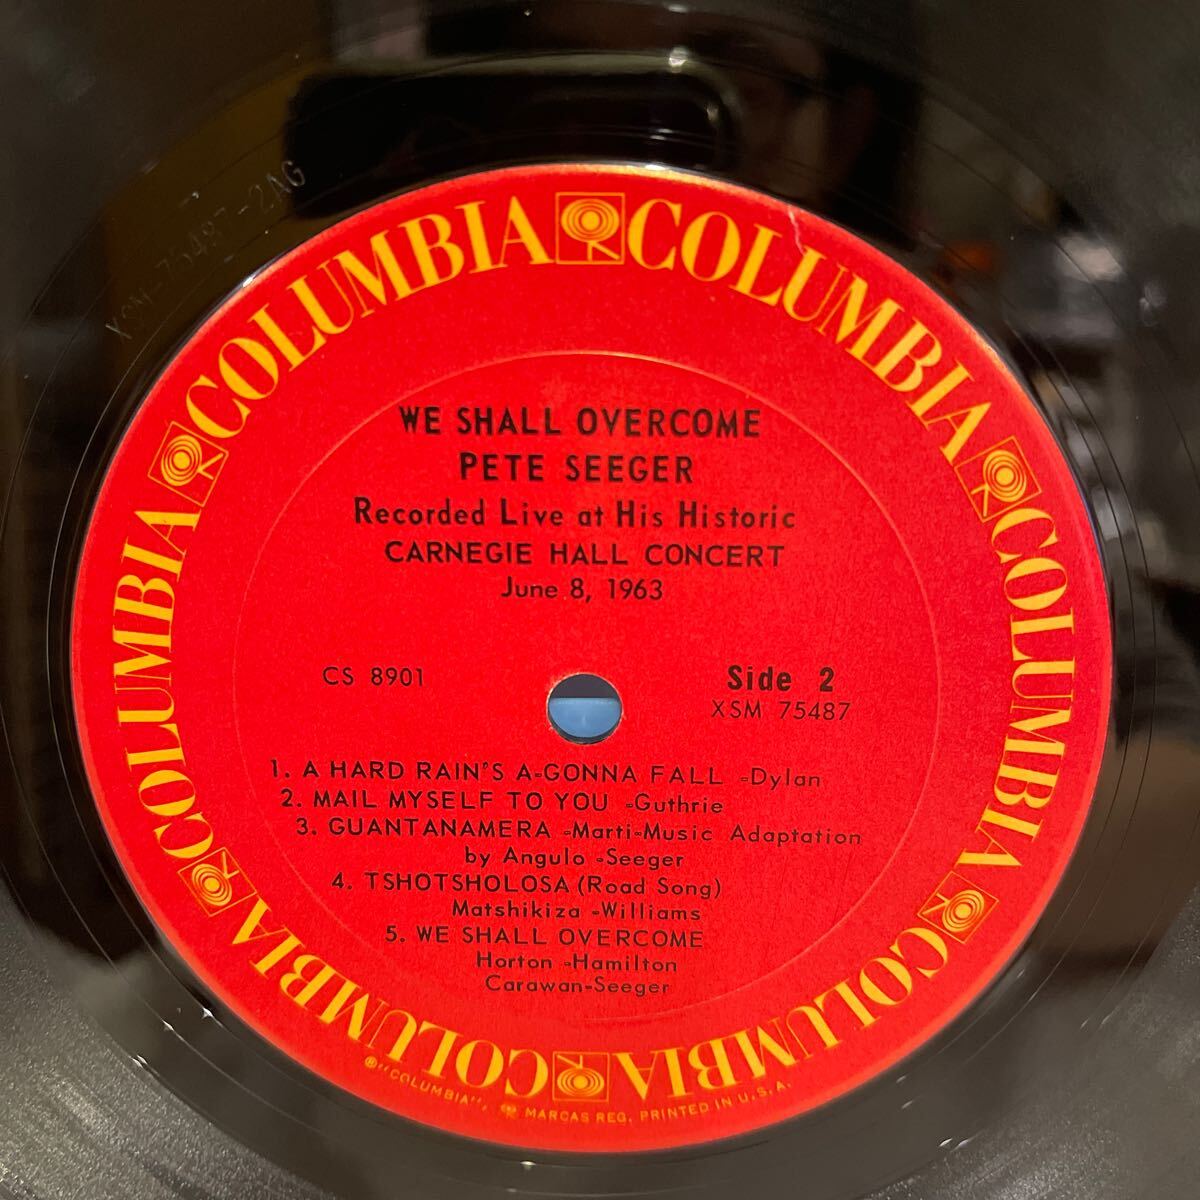 XSM-75487-2AG
COLUMBIA COLUMBIA COLUMBIA COLUMBIA COLUMBIA COLUMBIA
WE SHALL OVERCOME
PETE SEEGER
Recorded Live at His Historic
CARNEGIE HALL CONCERT
June 8, 1963
CS 8901
Side 2
XSM 75487
1. A HARD RAIN'S A-GONNA FALL -Dylan
2. MAIL MYSELF TO YOU -Guthrie
3. GUANTANAMERA -Marti-Music Adaptation
by Angulo -Seeger
4. TSHOTSHOLOSA (Road Song)
Matshikiza -Williams
5. WE SHALL OVERCOME
Horton -Hamilton
Carawan-Seeger
®"COLUMBIA", MARCAS REG. PRINTED IN U.S.A.